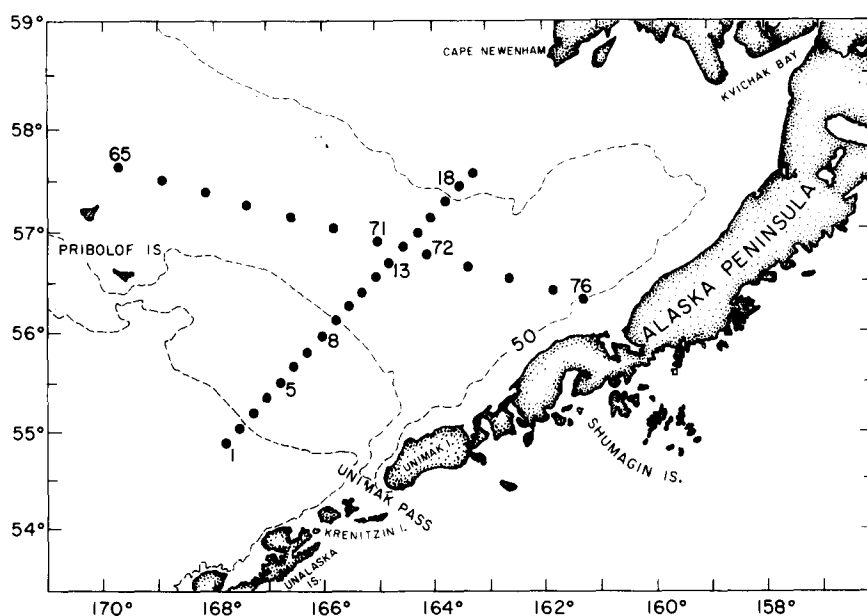 59°
CAPE NEWENHAM
KVICHAK BAY
58°
65
18
57°
71
72
PRIBOLOF IS.
13
ALASKA PENINSULA
76
56°
8
50
5
55°
1
UNIMAK I.
SHUMAGIN IS.
UNIMAK PASS
54°
KRENITZIN I.
UNALASKA
IS.
170° 168° 166° 164° 162° 160° 158°